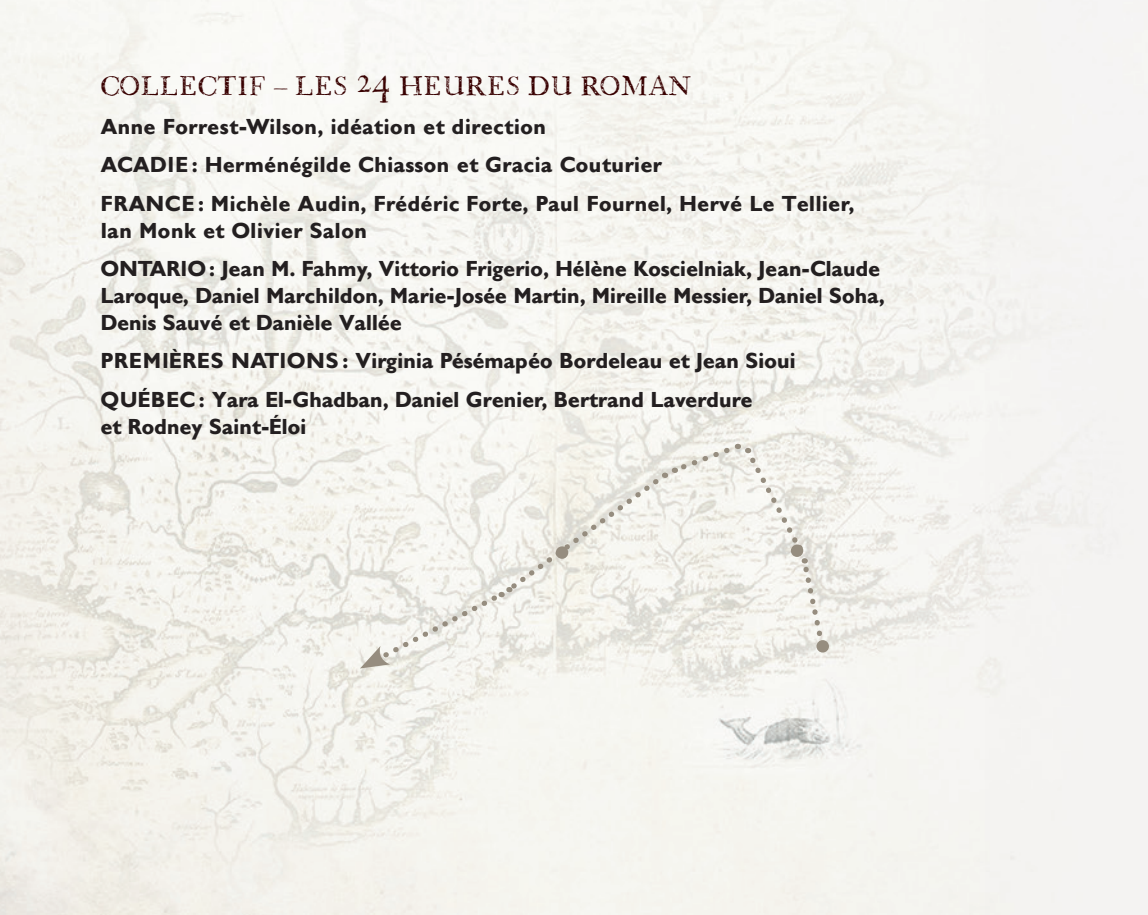 COLLECTIF – LES 24 HEURES DU ROMAN
Anne Forrest-Wilson, idéation et direction
ACADIE : Herménégilde Chiasson et Gracia Couturier
FRANCE : Michèle Audin, Frédéric Forte, Paul Fournel, Hervé Le Tellier,
Ian Monk et Olivier Salon
ONTARIO : Jean M. Fahmy, Vittorio Frigerio, Hélène Koscielniak, Jean-Claude
Laroque, Daniel Marchildon, Marie-Josée Martin, Mireille Messier, Daniel Soha,
Denis Sauvé et Danièle Vallée
PREMIÈRES NATIONS : Virginia Pésémapéo Bordeleau et Jean Sioui
QUÉBEC : Yara El-Ghadban, Daniel Grenier, Bertrand Laverdure
et Rodney Saint-Éloi